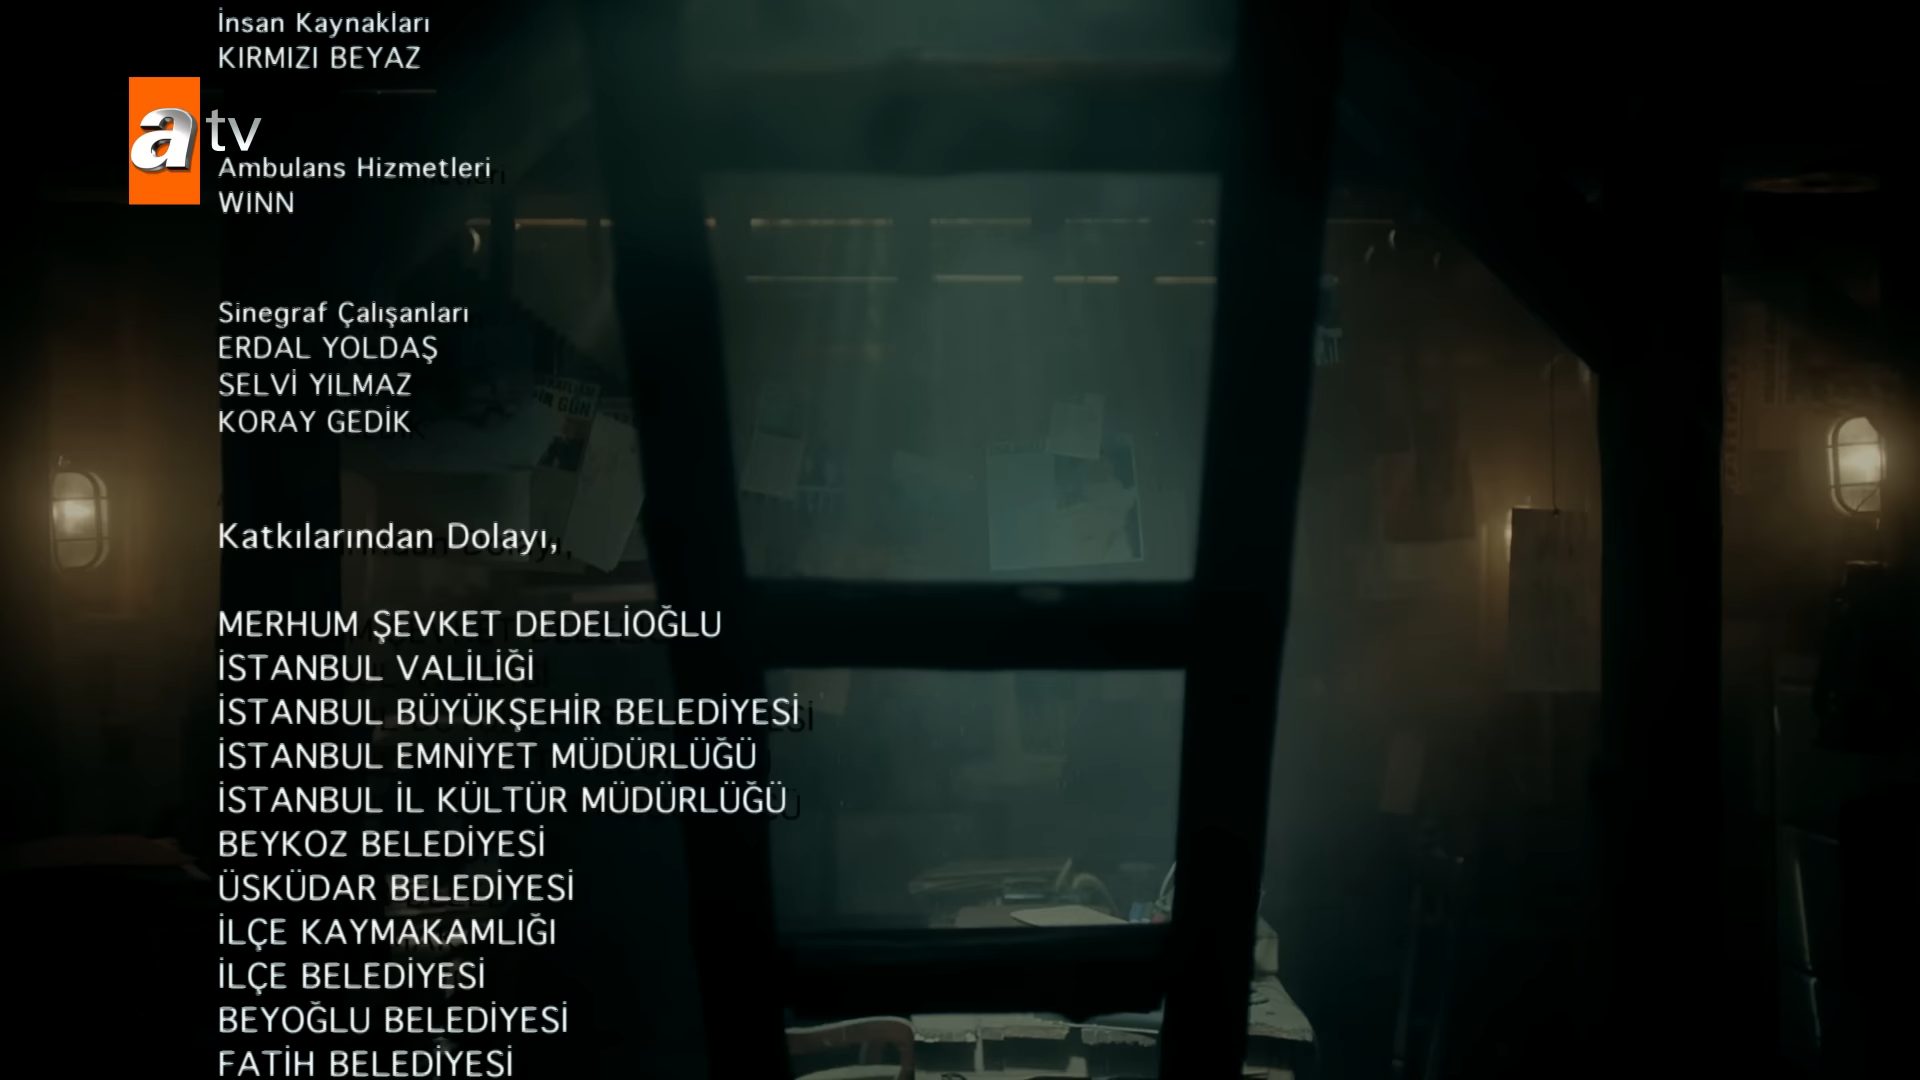 İnsan Kaynakları
KIRMIZI BEYAZ
atv
Ambulans Hizmetleri
WINN
Sinegraf Çalışanları
ERDAL YOLDAŞ
SELVİ YILMAZ
KORAY GEDİK
Katkılarından Dolayı,
MERHUM ŞEVKET DEDELİOĞLU
İSTANBUL VALİLİĞİ
İSTANBUL BÜYÜKŞEHİR BELEDİYESİ
İSTANBUL EMNİYET MÜDÜRLÜĞÜ
İSTANBUL İL KÜLTÜR MÜDÜRLÜĞÜ
BEYKOZ BELEDİYESİ
ÜSKÜDAR BELEDİYESİ
İLÇE KAYMAKAMLIĞI
İLÇE BELEDİYESİ
BEYOĞLU BELEDİYESİ
FATİH BELEDİYESİ